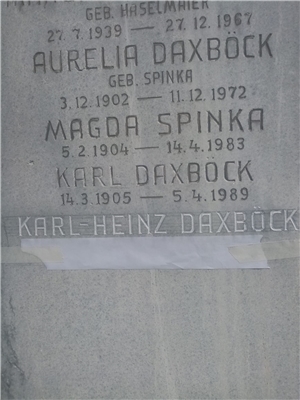 GEB. HASELMAIER
27.7.1939 — 27.12.1967
AURELIA DAXBÖCK
GEB. SPINKA
3.12.1902 — 11.12.1972
MAGDA SPINKA
5.2.1904 — 14.4.1983
KARL DAXBÖCK
14.3.1905 — 5.4.1989
KARL-HEINZ DAXBÖCK